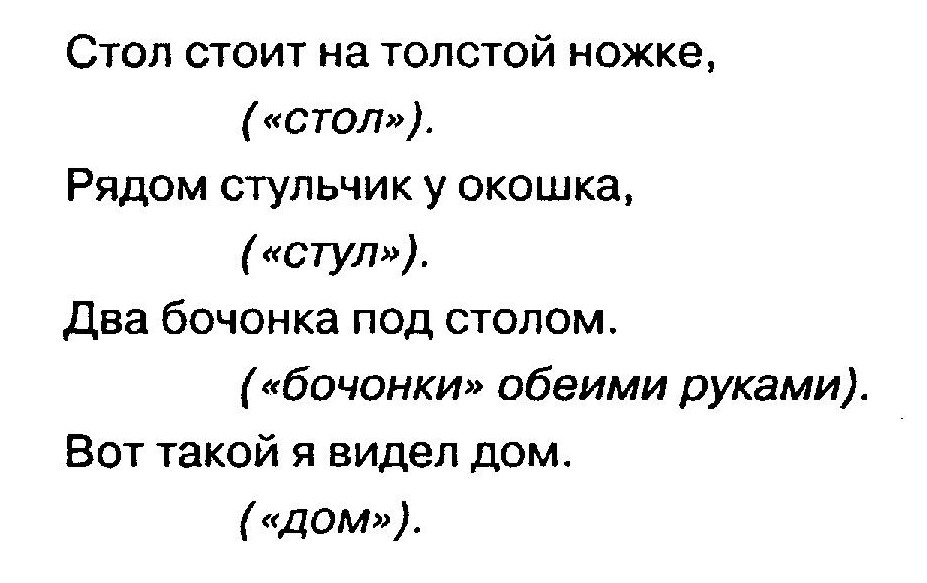 Стол стоит на толстой ножке,
(«стол»).
Рядом стульчик у окошка,
(«стул»).
Два бочонка под столом.
(«бочонки» обеими руками).
Вот такой я видел дом.
(«дом»).